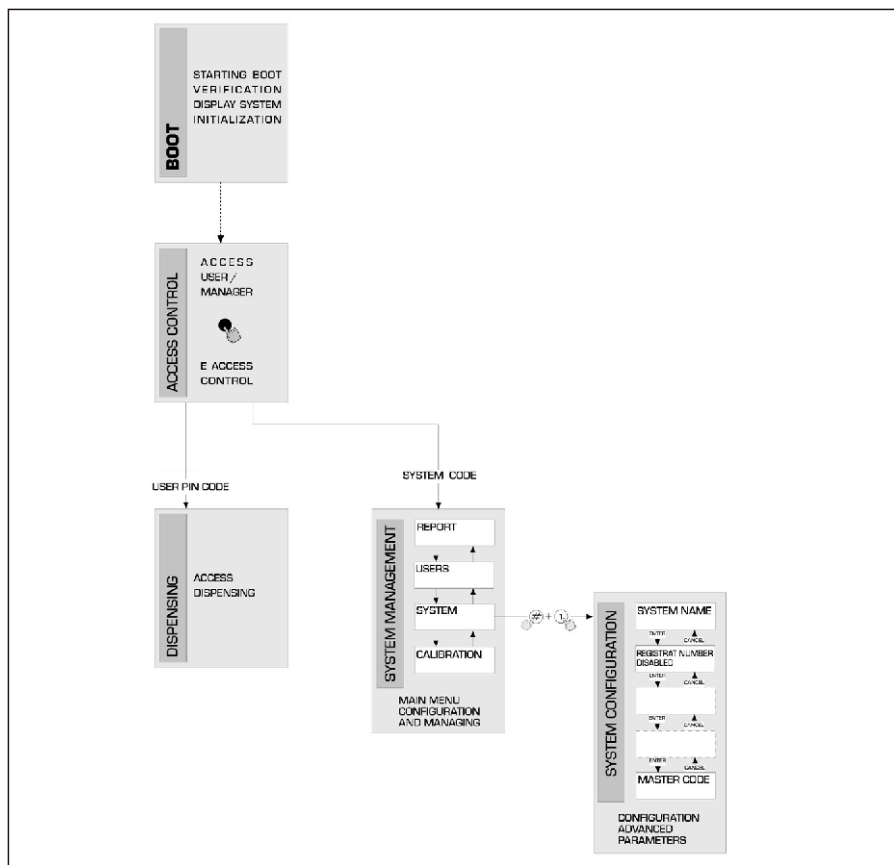 BOOT
STARTING BOOT
VERIFICATION
DISPLAY SYSTEM
INITIALIZATION
ACCESS CONTROL
ACCESS
USER/
MANAGER
E ACCESS
CONTROL
USER PIN CODE
SYSTEM CODE
DISPENSING
ACCESS
DISPENSING
SYSTEM MANAGEMENT
REPORT
USERS
SYSTEM
CALIBRATION
MAIN MENU
CONFIGURATION
AND MANAGING
# + 1
SYSTEM CONFIGURATION
SYSTEM NAME
ENTER CANCEL
REGISTRAT NUMBER
DISABLED
ENTER CANCEL
ENTER CANCEL
ENTER CANCEL
MASTER CODE
CONFIGURATION
ADVANCED
PARAMETERS